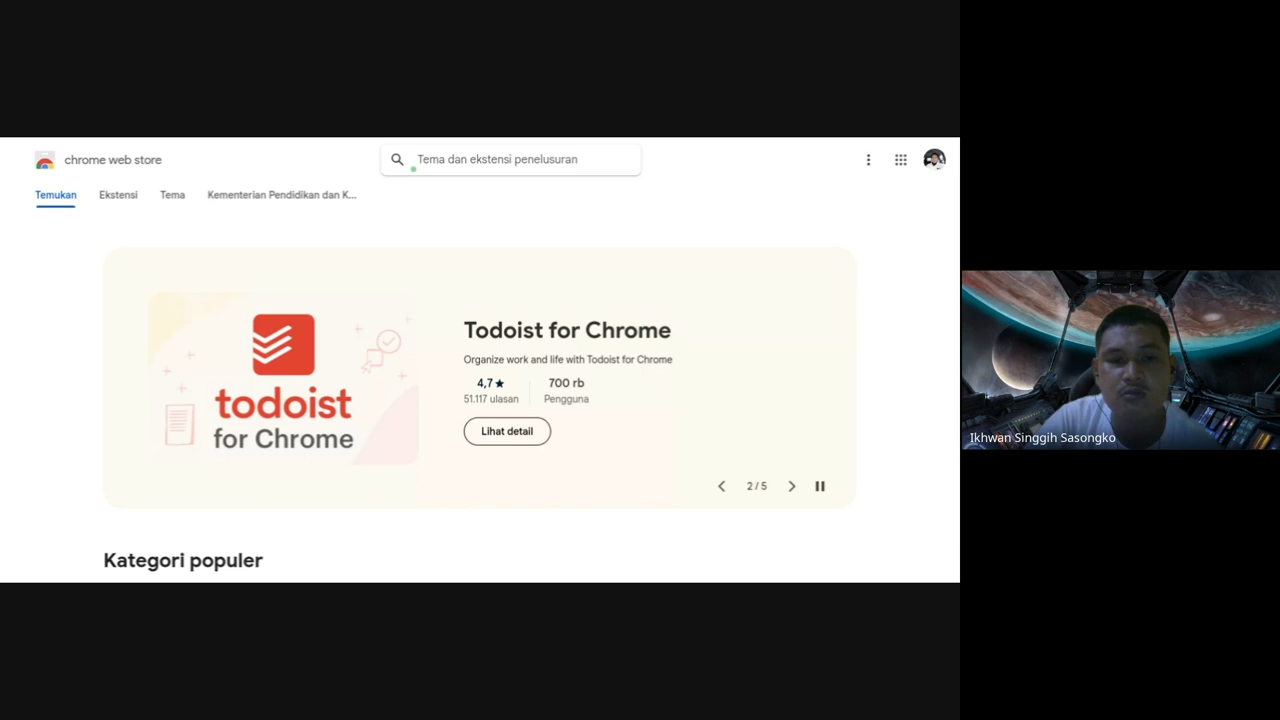 chrome web store
Tema dan ekstensi penelusuran
Temukan
Ekstensi
Tema
Kementerian Pendidikan dan K...
todoist
for Chrome
Todoist for Chrome
Organize work and life with Todoist for Chrome
4,7 ★
700 rb
51.117 ulasan
Pengguna
Lihat detail
2 / 5
Kategori populer
Ikhwan Singgih Sasongko